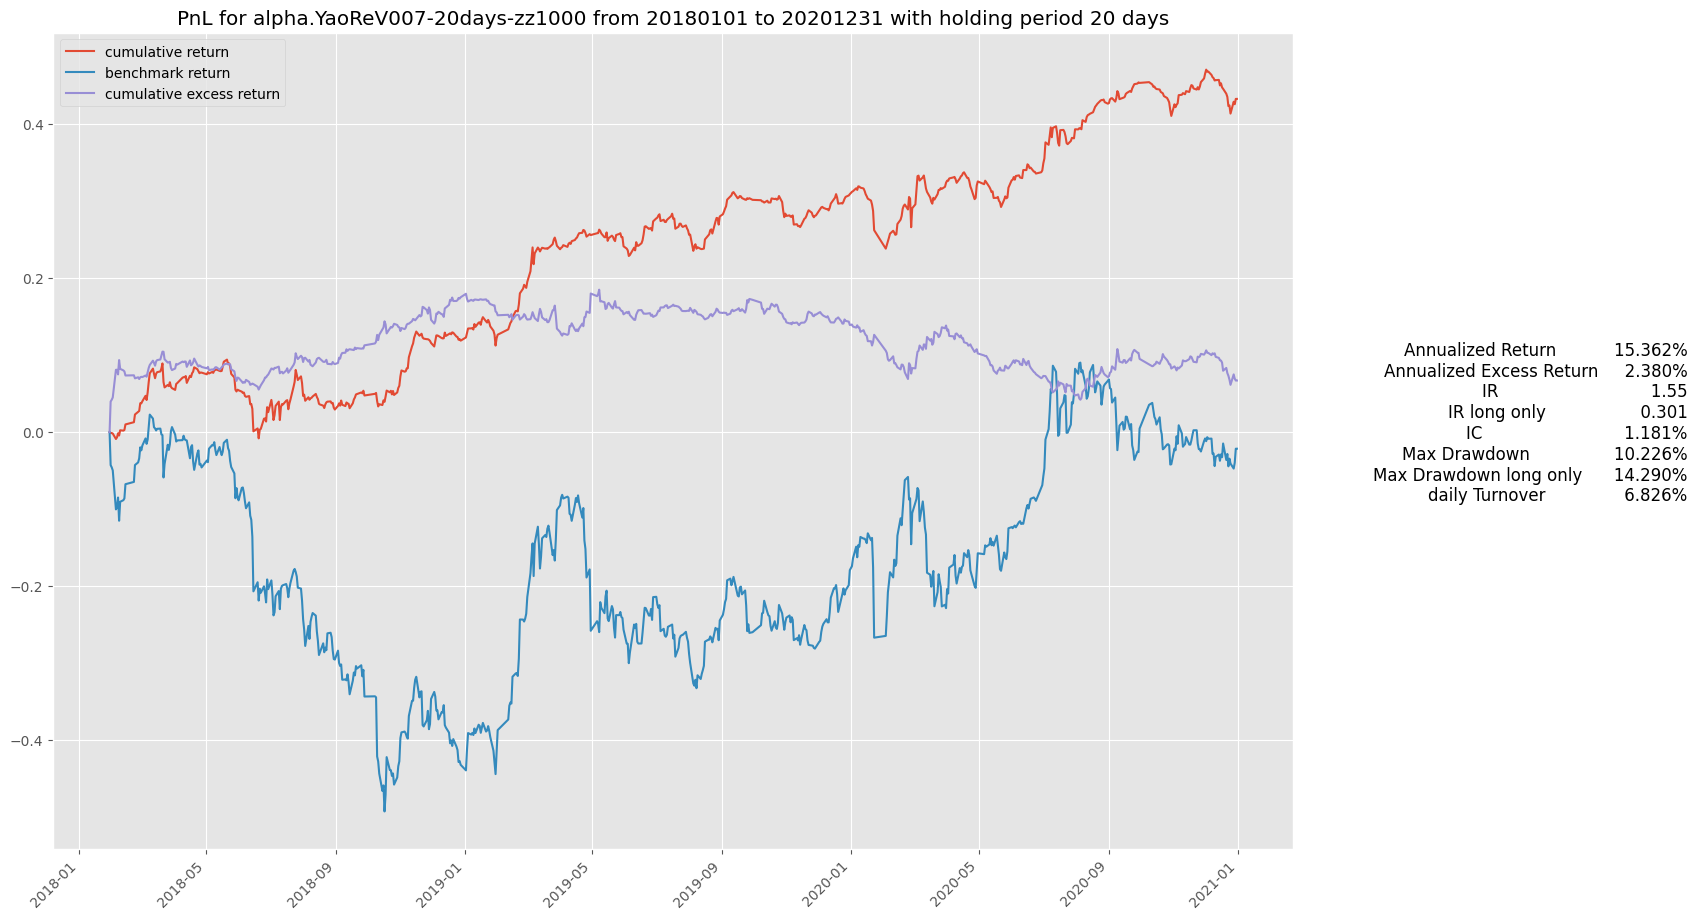 PnL for alpha.YaoReV007-20days-zz1000 from 20180101 to 20201231 with holding period 20 days
cumulative return
benchmark return
cumulative excess return
0.4
0.2
0.0
−0.2
−0.4
2018-01
2018-05
2018-09
2019-01
2019-05
2019-09
2020-01
2020-05
2020-09
2021-01
Annualized Return 15.362%
Annualized Excess Return 2.380%
IR 1.55
IR long only 0.301
IC 1.181%
Max Drawdown 10.226%
Max Drawdown long only 14.290%
daily Turnover 6.826%